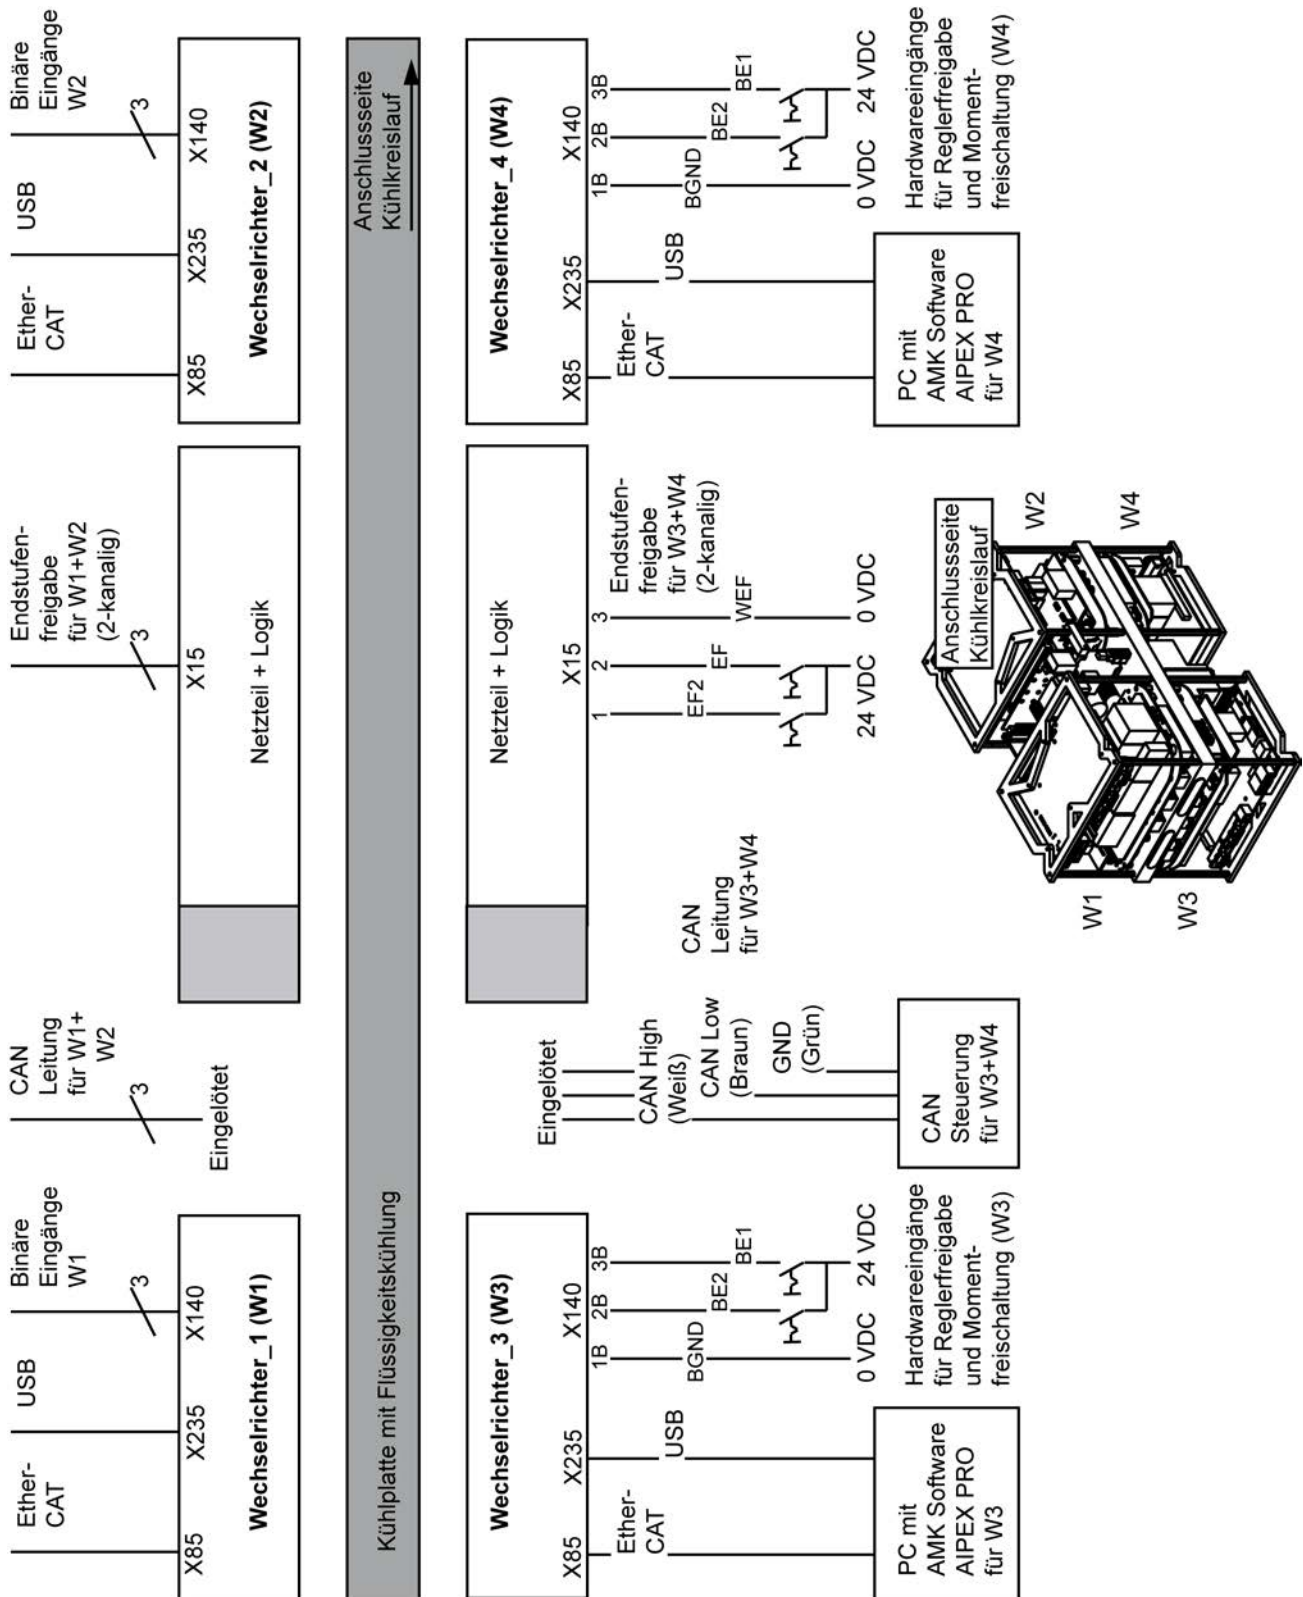 Ether-
CAT
USB
Binäre
Eingänge
W1
CAN
Leitung
für W1+
W2
Endstufen-
freigabe
für W1+W2
(2-kanalig)
Ether-
CAT
USB
Binäre
Eingänge
W2
3
3
3
3
X85
X235
X140
Eingelötet
X15
X85
X235
X140
Wechselrichter_1 (W1)
Netzteil + Logik
Wechselrichter_2 (W2)
Kühlplatte mit Flüssigkeitskühlung
Anschlussseite
Kühlkreislauf
Wechselrichter_3 (W3)
Netzteil + Logik
Wechselrichter_4 (W4)
X85
X235
X140
1B
2B
3B
Ether-
CAT
USB
BGND
BE2
BE1
0 VDC
24 VDC
PC mit
AMK Software
AIPEX PRO
für W3
Hardwareeingänge
für Reglerfreigabe
und Moment-
freischaltung (W3)
Eingelötet
CAN High
(Weiß)
CAN Low
(Braun)
GND
(Grün)
CAN
Leitung
für W3+W4
CAN
Steuerung
für W3+W4
X15
1
2
3
EF2
EF
WEF
Endstufen-
freigabe
für W3+W4
(2-kanalig)
24 VDC
0 VDC
X85
X235
X140
1B
2B
3B
Ether-
CAT
USB
BGND
BE2
BE1
0 VDC
24 VDC
PC mit
AMK Software
AIPEX PRO
für W4
Hardwareeingänge
für Reglerfreigabe
und Moment-
freischaltung (W4)
Anschlussseite
Kühlkreislauf
W1
W2
W3
W4